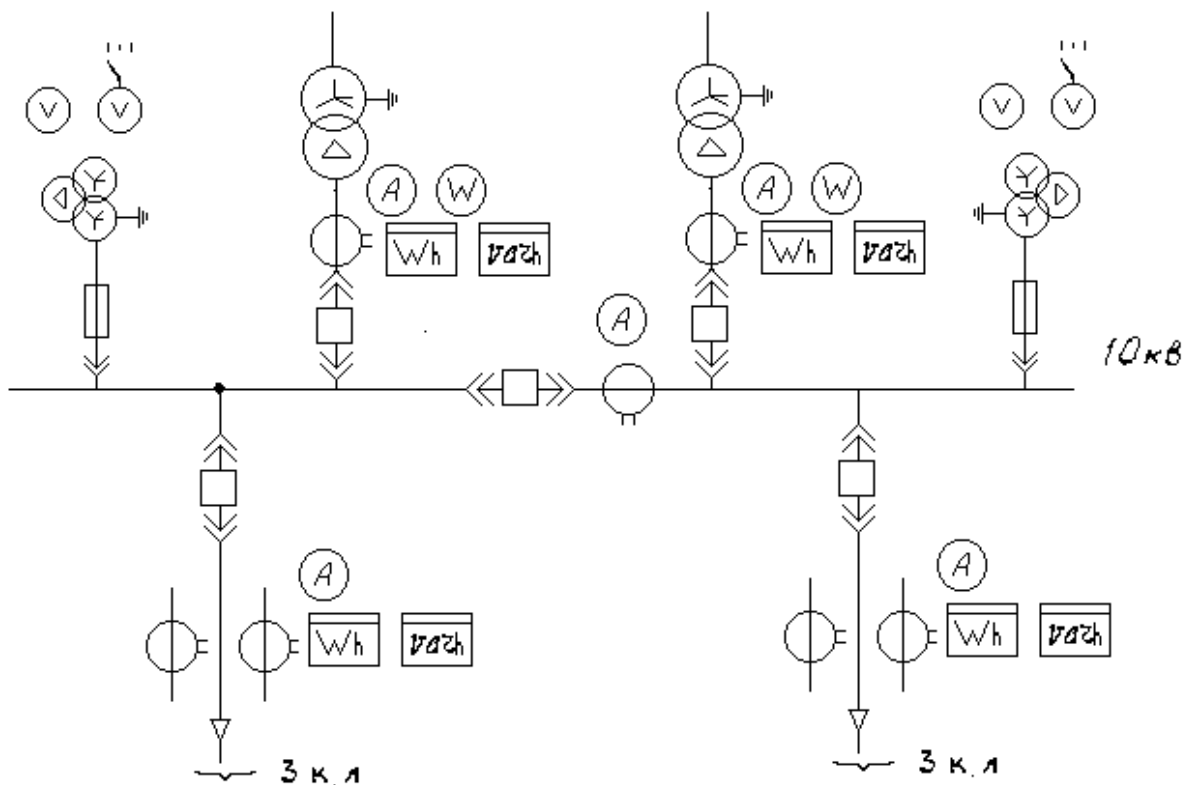 V V V V
A W A W
Wh varh Wh varh
A
10кв
A A
Wh varh Wh varh
3 к. л 3 к. л